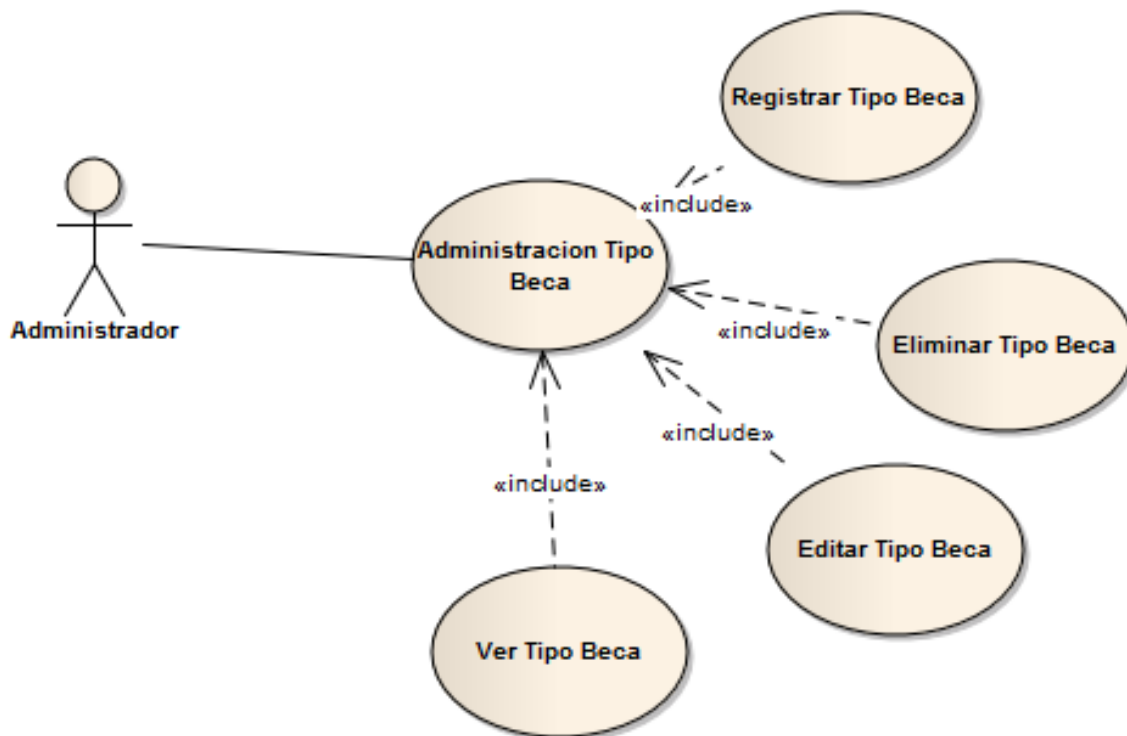 Registrar Tipo Beca
«include»
Administracion Tipo
Beca
Administrador
«include»
Eliminar Tipo Beca
«include»
«include»
Editar Tipo Beca
Ver Tipo Beca